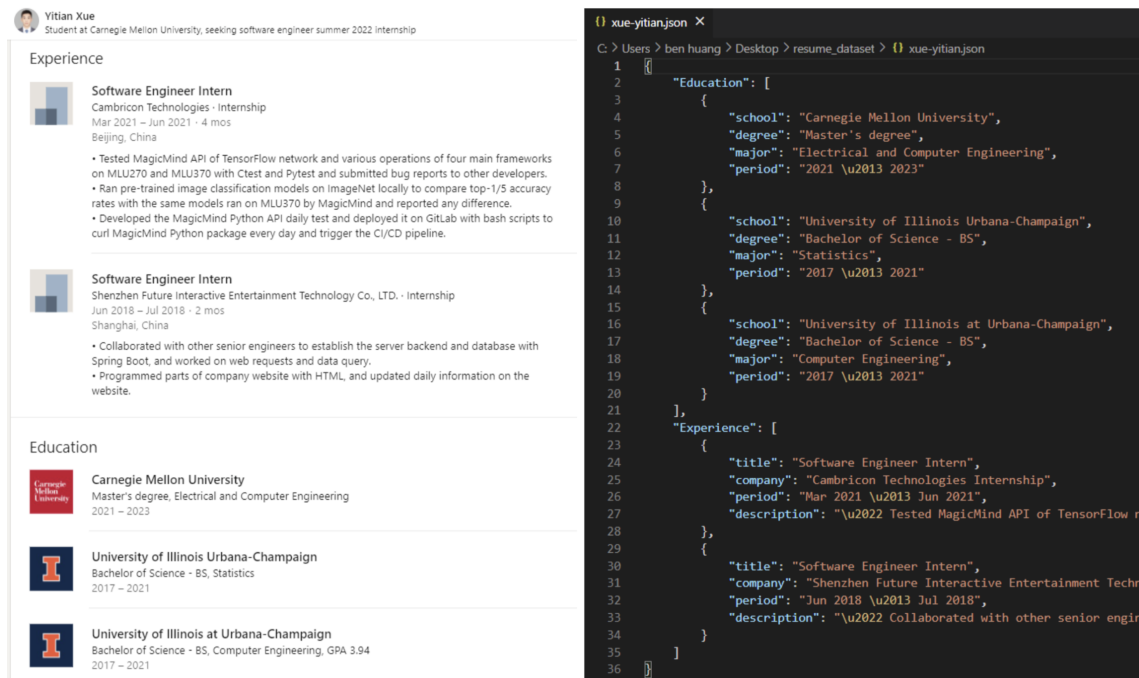 Yitian Xue
Student at Carnegie Mellon University, seeking software engineer summer 2022 internship
Experience
Software Engineer Intern
Cambricon Technologies · Internship
Mar 2021 – Jun 2021 · 4 mos
Beijing, China
• Tested MagicMind API of TensorFlow network and various operations of four main frameworks
on MLU270 and MLU370 with Ctest and Pytest and submitted bug reports to other developers.
• Ran pre-trained image classification models on ImageNet locally to compare top-1/5 accuracy
rates with the same models ran on MLU370 by MagicMind and reported any difference.
• Developed the MagicMind Python API daily test and deployed it on GitLab with bash scripts to
curl MagicMind Python package every day and trigger the CI/CD pipeline.
Software Engineer Intern
Shenzhen Future Interactive Entertainment Technology Co., LTD. · Internship
Jun 2018 – Jul 2018 · 2 mos
Shanghai, China
• Collaborated with other senior engineers to establish the server backend and database with
Spring Boot, and worked on web requests and data query.
• Programmed parts of company website with HTML, and updated daily information on the
website.
Education
Carnegie
Mellon
University
Carnegie Mellon University
Master's degree, Electrical and Computer Engineering
2021 – 2023
I
University of Illinois Urbana-Champaign
Bachelor of Science - BS, Statistics
2017 – 2021
I
University of Illinois at Urbana-Champaign
Bachelor of Science - BS, Computer Engineering, GPA 3.94
2017 – 2021
{} xue-yitian.json ×
C: > Users > ben huang > Desktop > resume_dataset > {} xue-yitian.json
1 {
2 "Education": [
3 {
4 "school": "Carnegie Mellon University",
5 "degree": "Master's degree",
6 "major": "Electrical and Computer Engineering",
7 "period": "2021 \u2013 2023"
8 },
9 {
10 "school": "University of Illinois Urbana-Champaign",
11 "degree": "Bachelor of Science - BS",
12 "major": "Statistics",
13 "period": "2017 \u2013 2021"
14 },
15 {
16 "school": "University of Illinois at Urbana-Champaign",
17 "degree": "Bachelor of Science - BS",
18 "major": "Computer Engineering",
19 "period": "2017 \u2013 2021"
20 }
21 ],
22 "Experience": [
23 {
24 "title": "Software Engineer Intern",
25 "company": "Cambricon Technologies Internship",
26 "period": "Mar 2021 \u2013 Jun 2021",
27 "description": "\u2022 Tested MagicMind API of TensorFlow
28 },
29 {
30 "title": "Software Engineer Intern",
31 "company": "Shenzhen Future Interactive Entertainment Techn
32 "period": "Jun 2018 \u2013 Jul 2018",
33 "description": "\u2022 Collaborated with other senior engin
34 }
35 ]
36 }